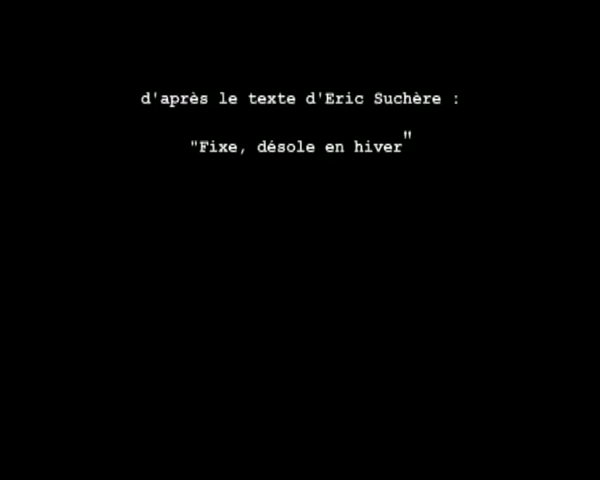 d'après le texte d'Eric Suchère :
"Fixe, désole en hiver"